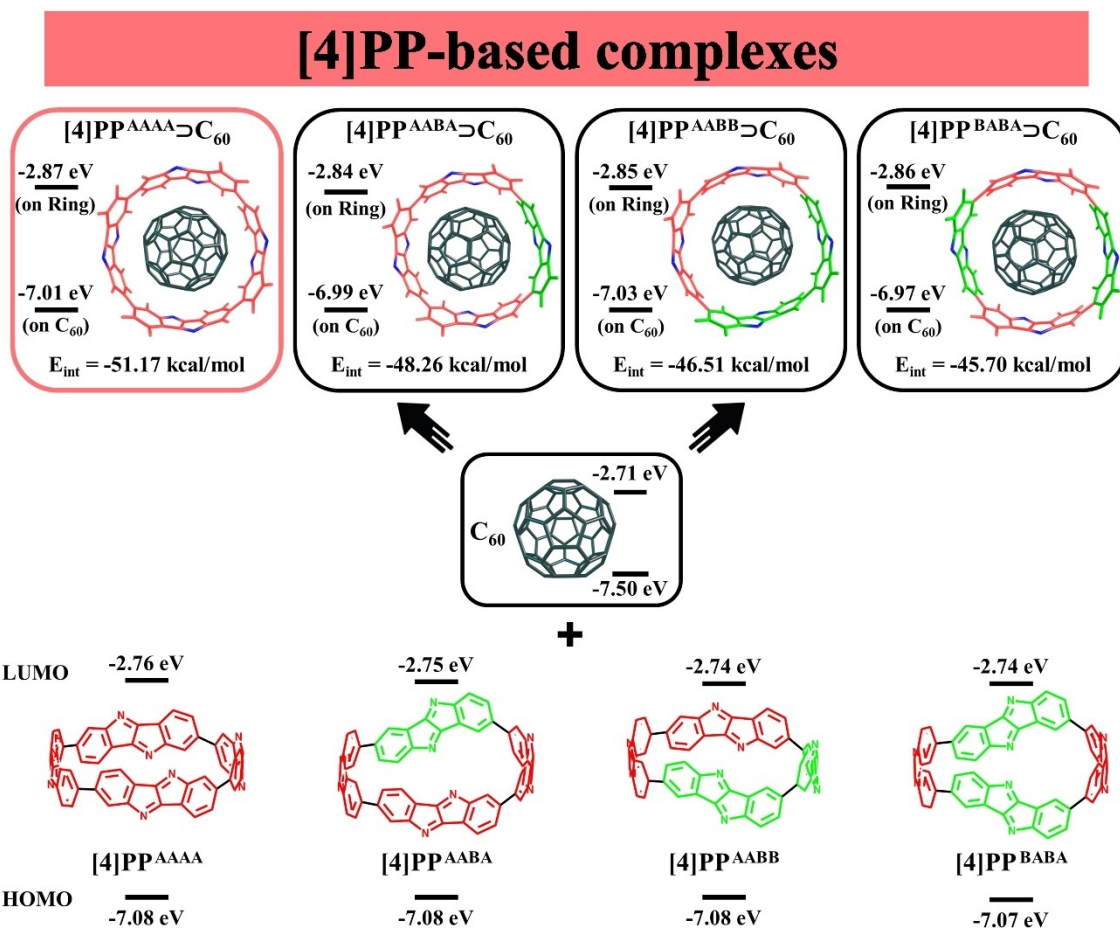 [4]PP-based complexes
[4]PP^AAAA⊃C₆₀
-2.87 eV
(on Ring)
-7.01 eV
(on C₆₀)
E_int = -51.17 kcal/mol
[4]PP^AABA⊃C₆₀
-2.84 eV
(on Ring)
-6.99 eV
(on C₆₀)
E_int = -48.26 kcal/mol
[4]PP^AABB⊃C₆₀
-2.85 eV
(on Ring)
-7.03 eV
(on C₆₀)
E_int = -46.51 kcal/mol
[4]PP^BABA⊃C₆₀
-2.86 eV
(on Ring)
-6.97 eV
(on C₆₀)
E_int = -45.70 kcal/mol
-2.71 eV
C₆₀
-7.50 eV
+
LUMO
-2.76 eV
-2.75 eV
-2.74 eV
-2.74 eV
N N N N N N
N N N N N N
N N N N N N
N N N N N N
[4]PP^AAAA
[4]PP^AABA
[4]PP^AABB
[4]PP^BABA
HOMO
-7.08 eV
-7.08 eV
-7.08 eV
-7.07 eV